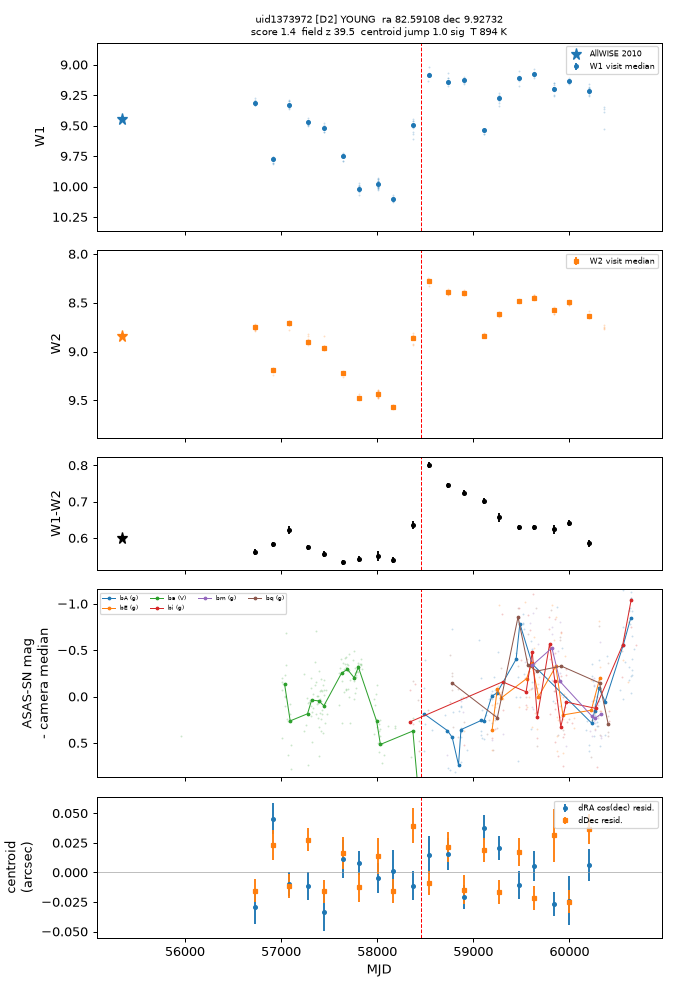 uid1373972 [D2] YOUNG ra 82.59108 dec 9.92732
score 1.4 field z 39.5 centroid jump 1.0 sig T 894 K
AllWISE 2010
W1 visit median
W1
9.00
9.25
9.50
9.75
10.00
10.25
W2 visit median
W2
8.0
8.5
9.0
9.5
W1-W2
0.8
0.7
0.6
bA (g)
bE (g)
ba (V)
bi (g)
bm (g)
bq (g)
ASAS-SN mag
- camera median
−1.0
−0.5
0.0
0.5
dRA cos(dec) resid.
dDec resid.
centroid
(arcsec)
0.050
0.025
0.000
−0.025
−0.050
56000
57000
58000
59000
60000
MJD